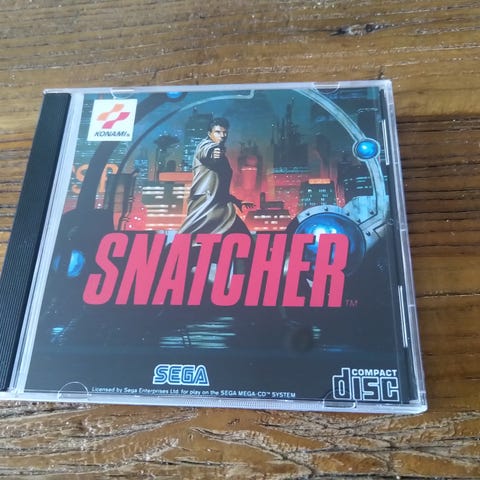 KONAMI
SNATCHER
TM
SEGA
COMPACT
disc
Licensed by Sega Enterprises Ltd. for play on the SEGA MEGA-CD™ SYSTEM